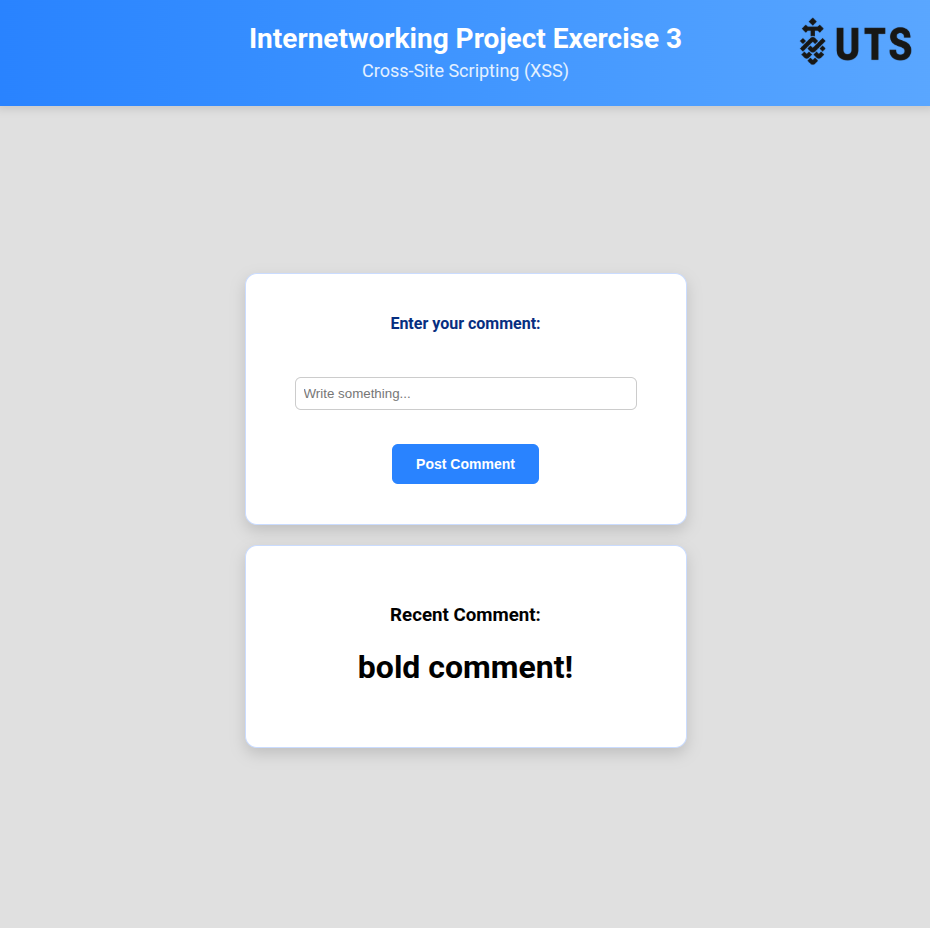 Internetworking Project Exercise 3
Cross-Site Scripting (XSS)
UTS
Enter your comment:
Write something...
Post Comment
Recent Comment:
bold comment!